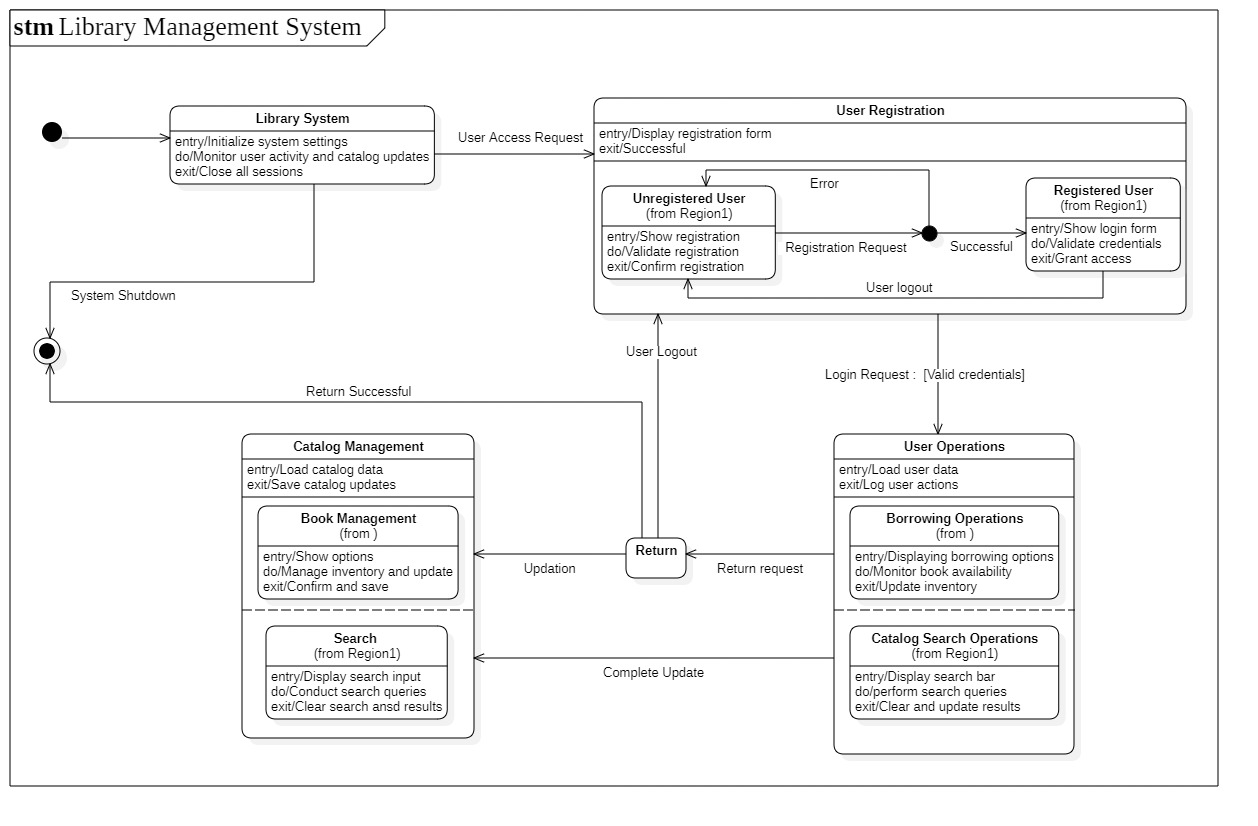 stm Library Management System
Library System
entry/Initialize system settings
do/Monitor user activity and catalog updates
exit/Close all sessions
User Access Request
User Registration
entry/Display registration form
exit/Successful
Unregistered User
(from Region1)
entry/Show registration
do/Validate registration
exit/Confirm registration
Error
Registration Request
Successful
Registered User
(from Region1)
entry/Show login form
do/Validate credentials
exit/Grant access
User logout
System Shutdown
User Logout
Login Request : [Valid credentials]
Return Successful
Catalog Management
entry/Load catalog data
exit/Save catalog updates
Book Management
(from )
entry/Show options
do/Manage inventory and update
exit/Confirm and save
Search
(from Region1)
entry/Display search input
do/Conduct search queries
exit/Clear search ansd results
Updation
Return
Return request
Complete Update
User Operations
entry/Load user data
exit/Log user actions
Borrowing Operations
(from )
entry/Displaying borrowing options
do/Monitor book availability
exit/Update inventory
Catalog Search Operations
(from Region1)
entry/Display search bar
do/perform search queries
exit/Clear and update results